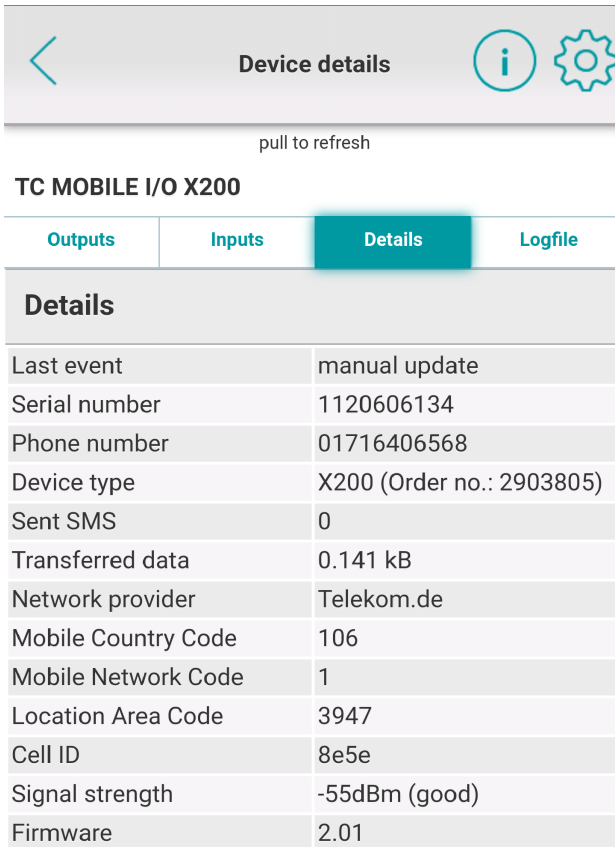 Device details
pull to refresh
TC MOBILE I/O X200
Outputs Inputs Details Logfile
Details
Last event manual update
Serial number 1120606134
Phone number 01716406568
Device type X200 (Order no.: 2903805)
Sent SMS 0
Transferred data 0.141 kB
Network provider Telekom.de
Mobile Country Code 106
Mobile Network Code 1
Location Area Code 3947
Cell ID 8e5e
Signal strength -55dBm (good)
Firmware 2.01